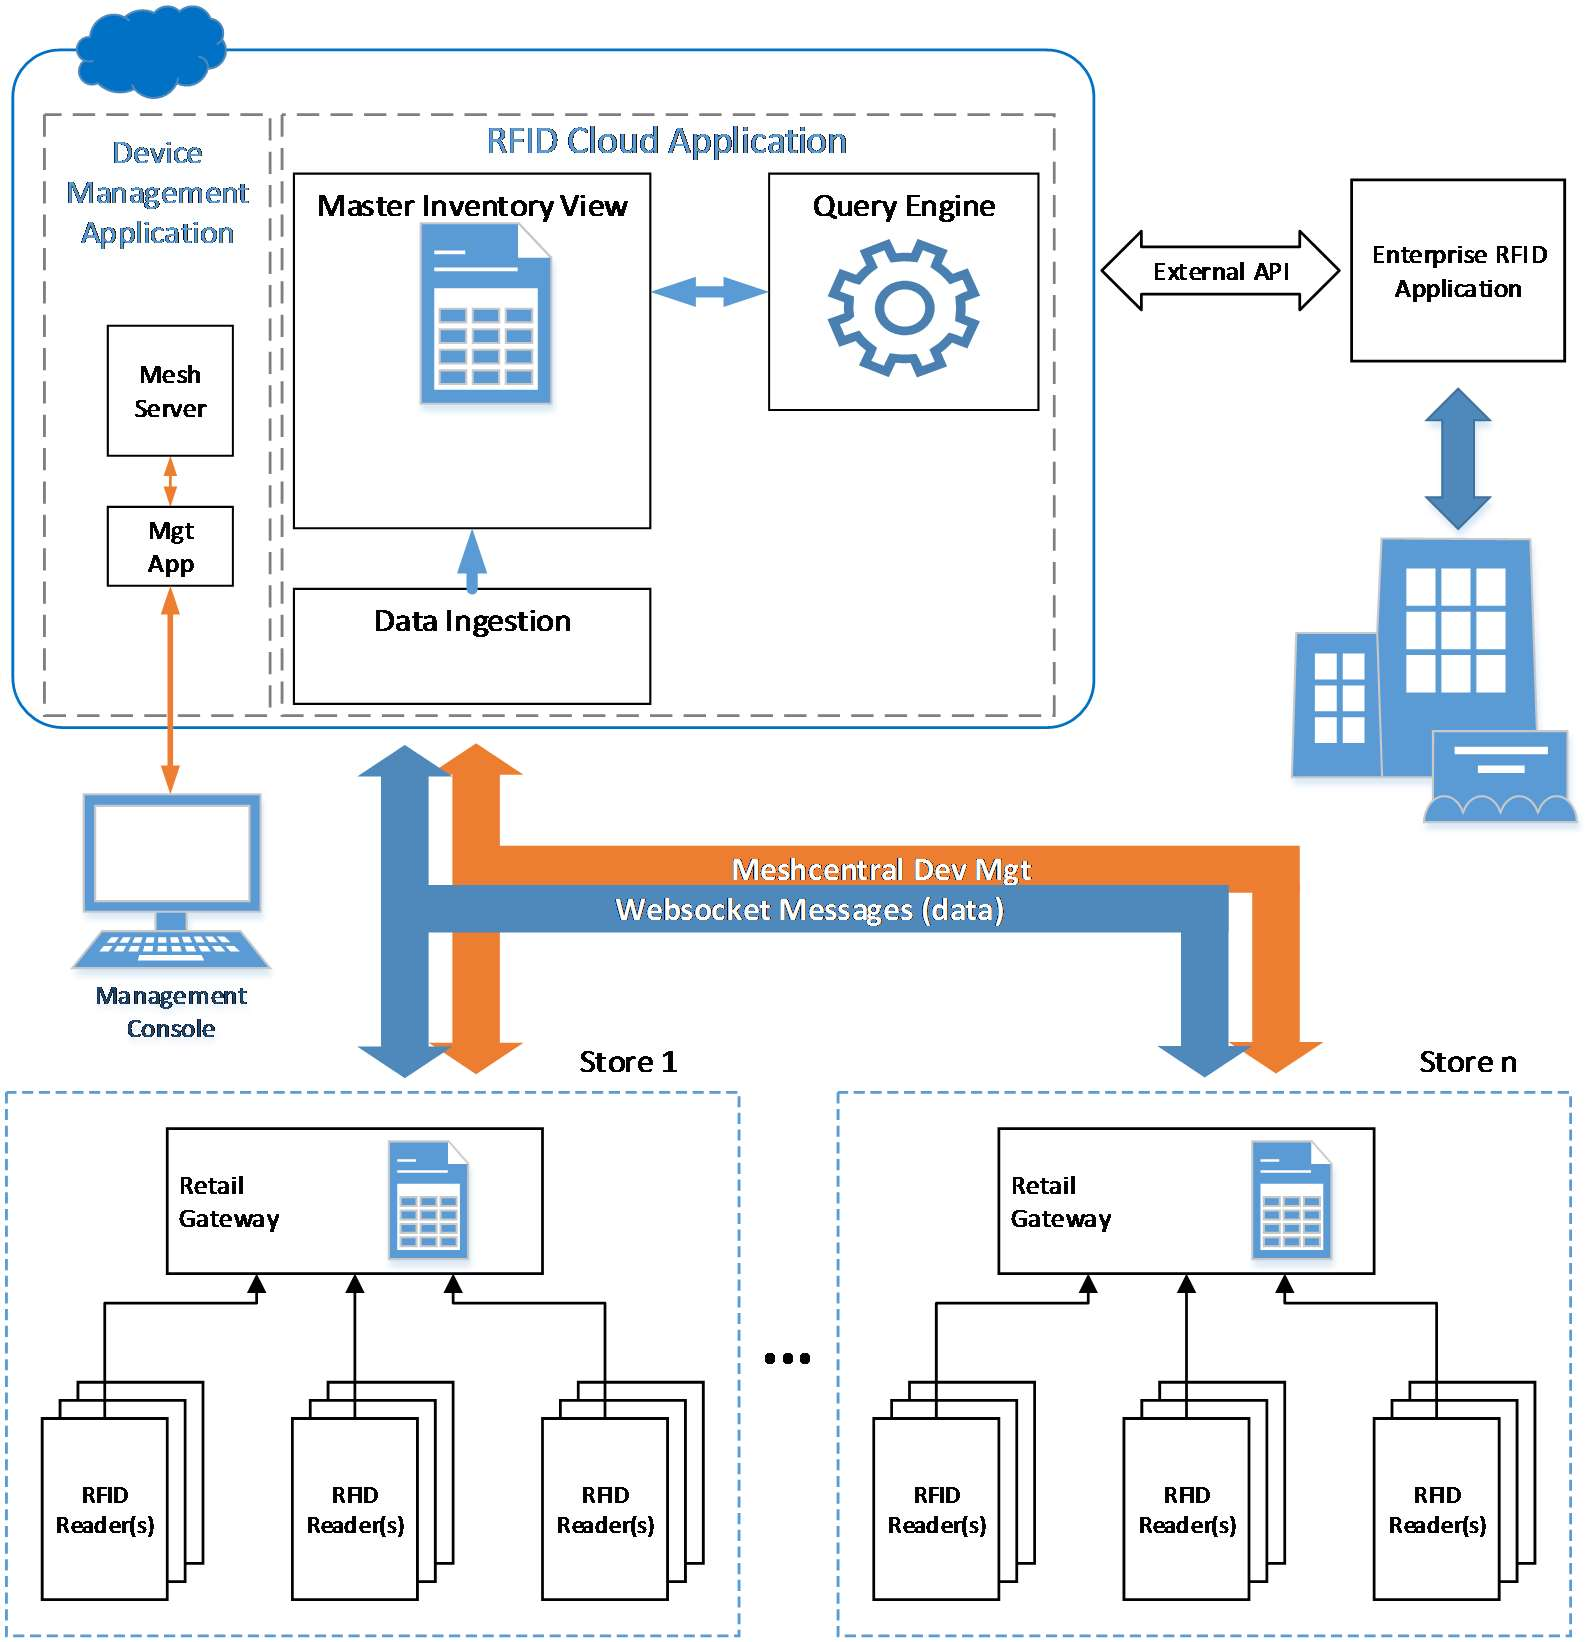 Device
Management
Application
RFID Cloud Application
Master Inventory View
Query Engine
Mesh
Server
Mgt
App
Data Ingestion
External API
Enterprise RFID
Application
Meshcentral Dev Mgt
Websocket Messages (data)
Management
Console
Store 1
Store n
Retail
Gateway
Retail
Gateway
...
RFID
Reader(s)
RFID
Reader(s)
RFID
Reader(s)
RFID
Reader(s)
RFID
Reader(s)
RFID
Reader(s)